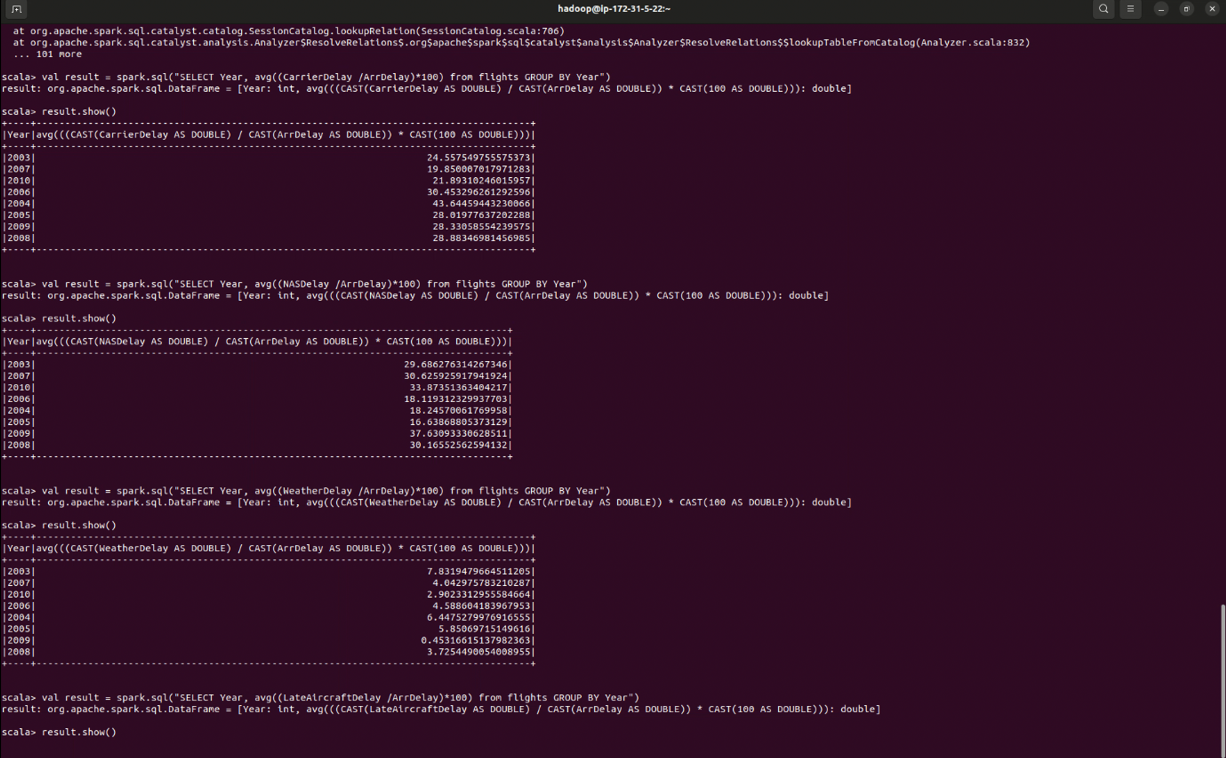 hadoop@ip-172-31-5-22:~
at org.apache.spark.sql.catalyst.catalog.SessionCatalog.lookupRelation(SessionCatalog.scala:706)
at org.apache.spark.sql.catalyst.analysis.Analyzer$ResolveRelations$.org$apache$spark$sql$catalyst$analysis$Analyzer$ResolveRelations$$lookupTableFromCatalog(Analyzer.scala:832)
... 101 more
scala> val result = spark.sql("SELECT Year, avg((CarrierDelay /ArrDelay)*100) from flights GROUP BY Year")
result: org.apache.spark.sql.DataFrame = [Year: int, avg(((CAST(CarrierDelay AS DOUBLE) / CAST(ArrDelay AS DOUBLE)) * CAST(100 AS DOUBLE))): double]
scala> result.show()
+----+--------------------------------------------------------------------------------------+
|Year|avg(((CAST(CarrierDelay AS DOUBLE) / CAST(ArrDelay AS DOUBLE)) * CAST(100 AS DOUBLE)))|
+----+--------------------------------------------------------------------------------------+
|2003| 24.557549755575373|
|2007| 19.850007017971283|
|2010| 21.89310246015957|
|2006| 30.453296261292596|
|2004| 43.64459443230066|
|2005| 28.01977637202288|
|2009| 28.33058554239575|
|2008| 28.88346981456985|
+----+--------------------------------------------------------------------------------------+
scala> val result = spark.sql("SELECT Year, avg((NASDelay /ArrDelay)*100) from flights GROUP BY Year")
result: org.apache.spark.sql.DataFrame = [Year: int, avg(((CAST(NASDelay AS DOUBLE) / CAST(ArrDelay AS DOUBLE)) * CAST(100 AS DOUBLE))): double]
scala> result.show()
+----+----------------------------------------------------------------------------------+
|Year|avg(((CAST(NASDelay AS DOUBLE) / CAST(ArrDelay AS DOUBLE)) * CAST(100 AS DOUBLE)))|
+----+----------------------------------------------------------------------------------+
|2003| 29.686276314267346|
|2007| 30.625925917941924|
|2010| 33.87351363404217|
|2006| 18.119312329937703|
|2004| 18.24570061769958|
|2005| 16.63868805373129|
|2009| 37.63093330628511|
|2008| 30.16552562594132|
+----+----------------------------------------------------------------------------------+
scala> val result = spark.sql("SELECT Year, avg((WeatherDelay /ArrDelay)*100) from flights GROUP BY Year")
result: org.apache.spark.sql.DataFrame = [Year: int, avg(((CAST(WeatherDelay AS DOUBLE) / CAST(ArrDelay AS DOUBLE)) * CAST(100 AS DOUBLE))): double]
scala> result.show()
+----+--------------------------------------------------------------------------------------+
|Year|avg(((CAST(WeatherDelay AS DOUBLE) / CAST(ArrDelay AS DOUBLE)) * CAST(100 AS DOUBLE)))|
+----+--------------------------------------------------------------------------------------+
|2003| 7.8319479664511205|
|2007| 4.042975783210287|
|2010| 2.9023312955584664|
|2006| 4.588604183967953|
|2004| 6.4475279976916555|
|2005| 5.85069715149616|
|2009| 0.45316615137982363|
|2008| 3.7254490054008955|
+----+--------------------------------------------------------------------------------------+
scala> val result = spark.sql("SELECT Year, avg((LateAircraftDelay /ArrDelay)*100) from flights GROUP BY Year")
result: org.apache.spark.sql.DataFrame = [Year: int, avg(((CAST(LateAircraftDelay AS DOUBLE) / CAST(ArrDelay AS DOUBLE)) * CAST(100 AS DOUBLE))): double]
scala> result.show()